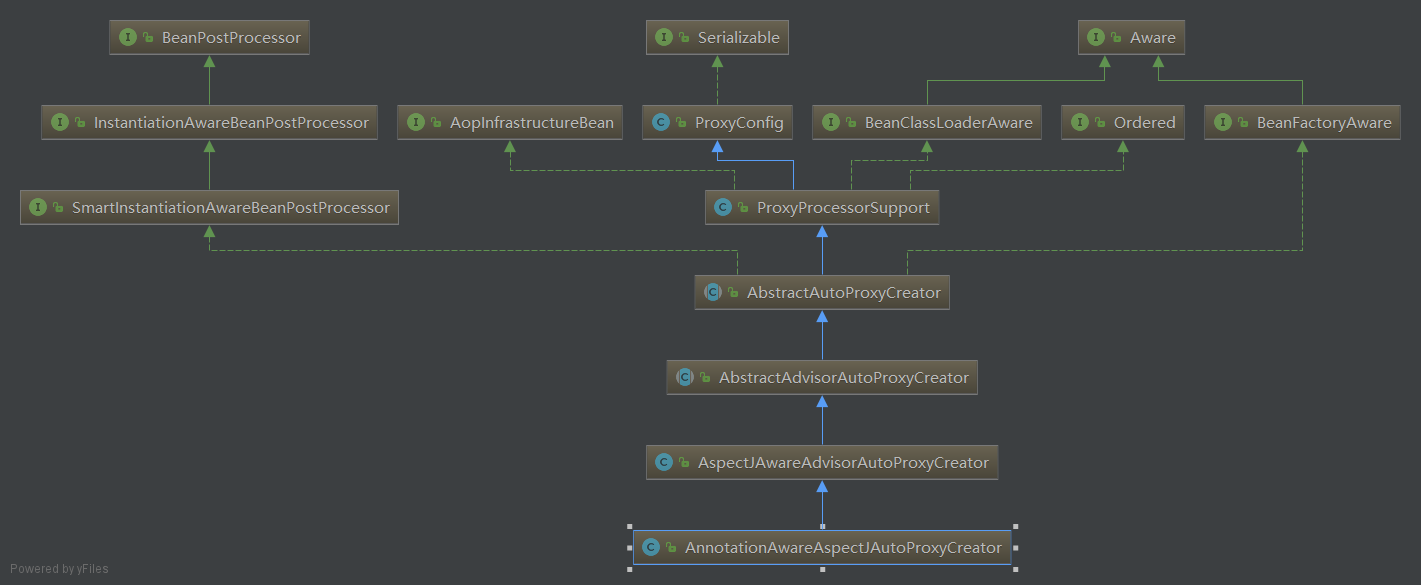 BeanPostProcessor
Serializable
Aware
InstantiationAwareBeanPostProcessor
AopInfrastructureBean
ProxyConfig
BeanClassLoaderAware
Ordered
BeanFactoryAware
SmartInstantiationAwareBeanPostProcessor
ProxyProcessorSupport
AbstractAutoProxyCreator
AbstractAdvisorAutoProxyCreator
AspectJAwareAdvisorAutoProxyCreator
AnnotationAwareAspectJAutoProxyCreator
Powered by yFiles